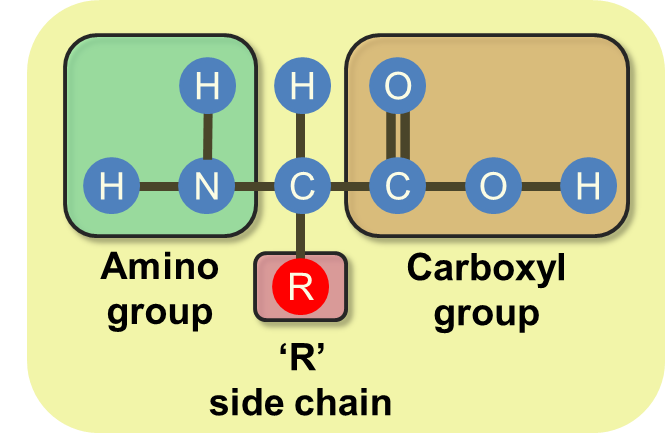 H H O
H N C C O H
R
Amino
group
Carboxyl
group
‘R’
side chain